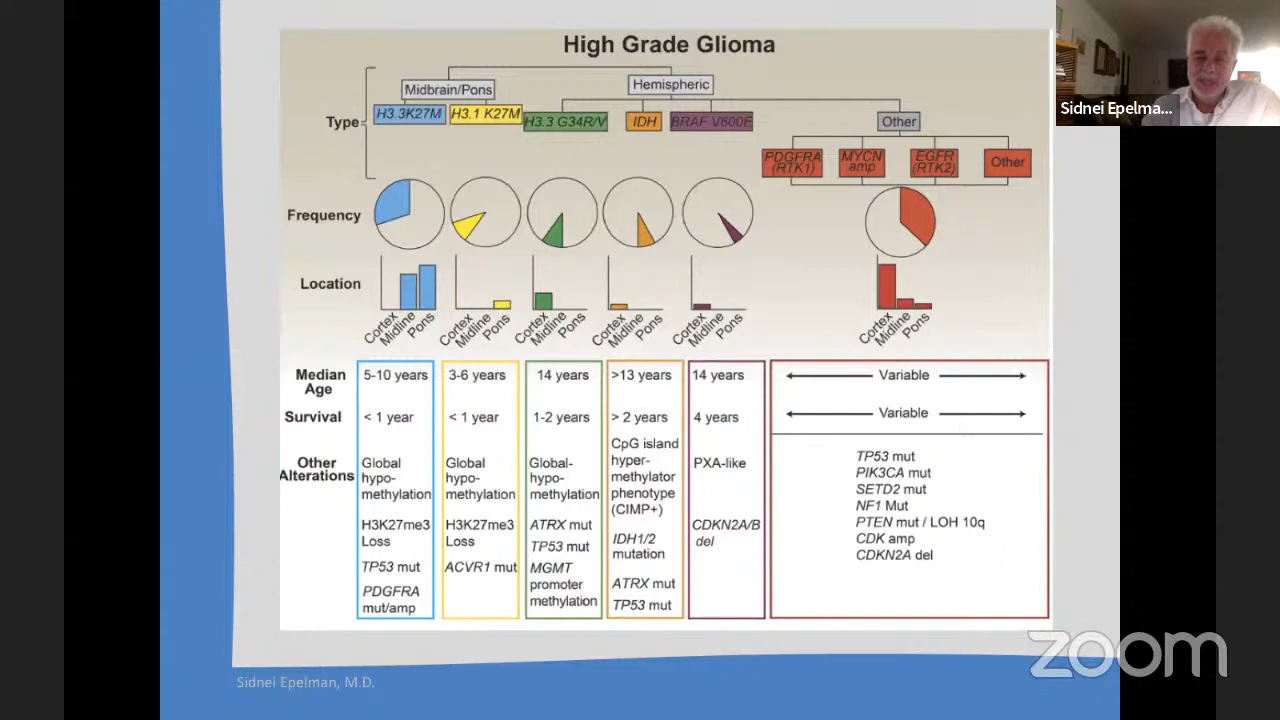 High Grade Glioma
Midbrain/Pons
Hemispheric
Type
H3.3K27M
H3.1 K27M
H3.3 G34R/V
IDH
BRAF V600E
Other
PDGFRA
(RTK1)
MYCN
amp
EGFR
(RTK2)
Other
Frequency
Location
Cortex
Midline
Pons
Cortex
Midline
Pons
Cortex
Midline
Pons
Cortex
Midline
Pons
Cortex
Midline
Pons
Cortex
Midline
Pons
Median
Age
5-10 years
3-6 years
14 years
>13 years
14 years
Variable
Survival
< 1 year
< 1 year
1-2 years
> 2 years
4 years
Variable
Other
Alterations
Global
hypo-
methylation
H3K27me3
Loss
TP53 mut
PDGFRA
mut/amp
Global
hypo-
methylation
H3K27me3
Loss
ACVR1 mut
Global-
hypo-
methylation
ATRX mut
TP53 mut
MGMT
promoter
methylation
CpG island
hyper-
methylator
phenotype
(CIMP+)
IDH1/2
mutation
ATRX mut
TP53 mut
PXA-like
CDKN2A/B
del
TP53 mut
PIK3CA mut
SETD2 mut
NF1 Mut
PTEN mut / LOH 10q
CDK amp
CDKN2A del
Sidnei Epelman, M.D.
Sidnei Epelma...
zoom